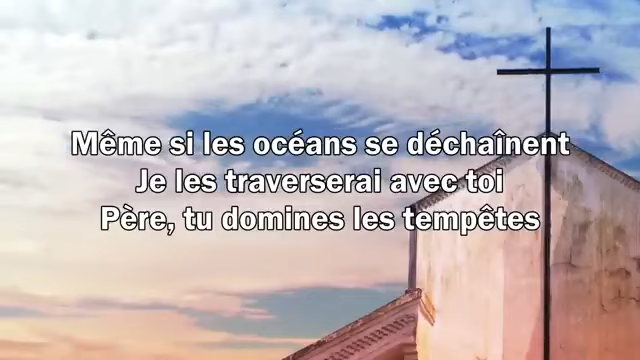 Même si les océans se déchaînent
Je les traverserai avec toi
Père, tu domines les tempêtes